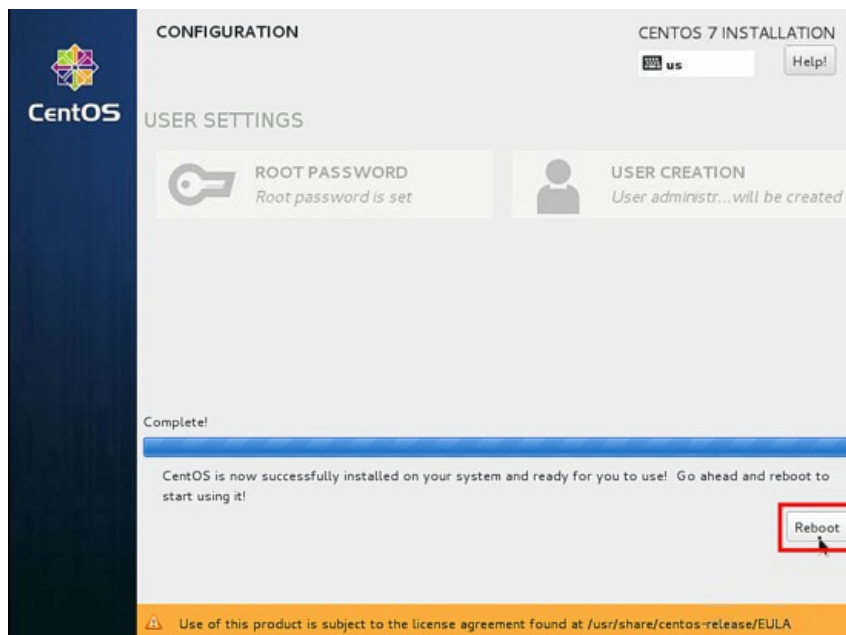 CONFIGURATION
CENTOS 7 INSTALLATION
us
Help!
CentOS
USER SETTINGS
ROOT PASSWORD
Root password is set
USER CREATION
User administr...will be created
Complete!
CentOS is now successfully installed on your system and ready for you to use! Go ahead and reboot to
start using it!
Reboot
Use of this product is subject to the license agreement found at /usr/share/centos-release/EULA